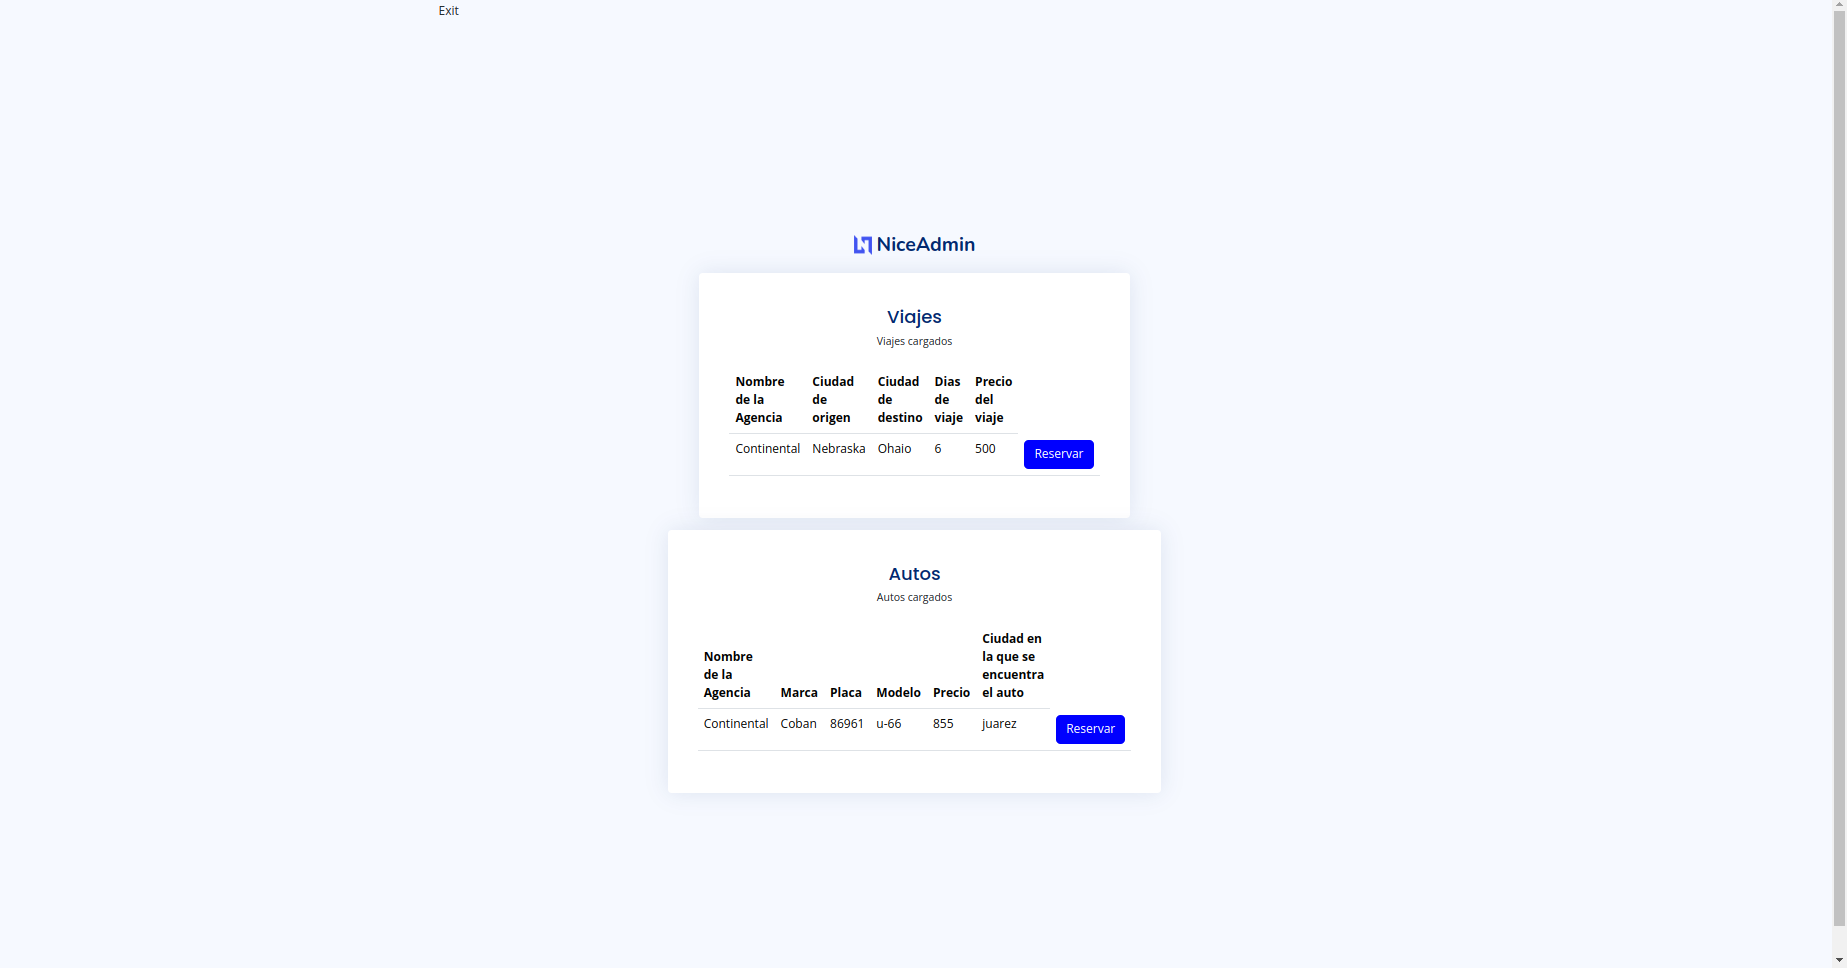 Exit
NiceAdmin
Viajes
Viajes cargados
Nombre de la Agencia Ciudad de origen Ciudad de destino Dias de viaje Precio del viaje
Continental Nebraska Ohaio 6 500 Reservar
Autos
Autos cargados
Nombre de la Agencia Marca Placa Modelo Precio Ciudad en la que se encuentra el auto
Continental Coban 86961 u-66 855 juarez Reservar